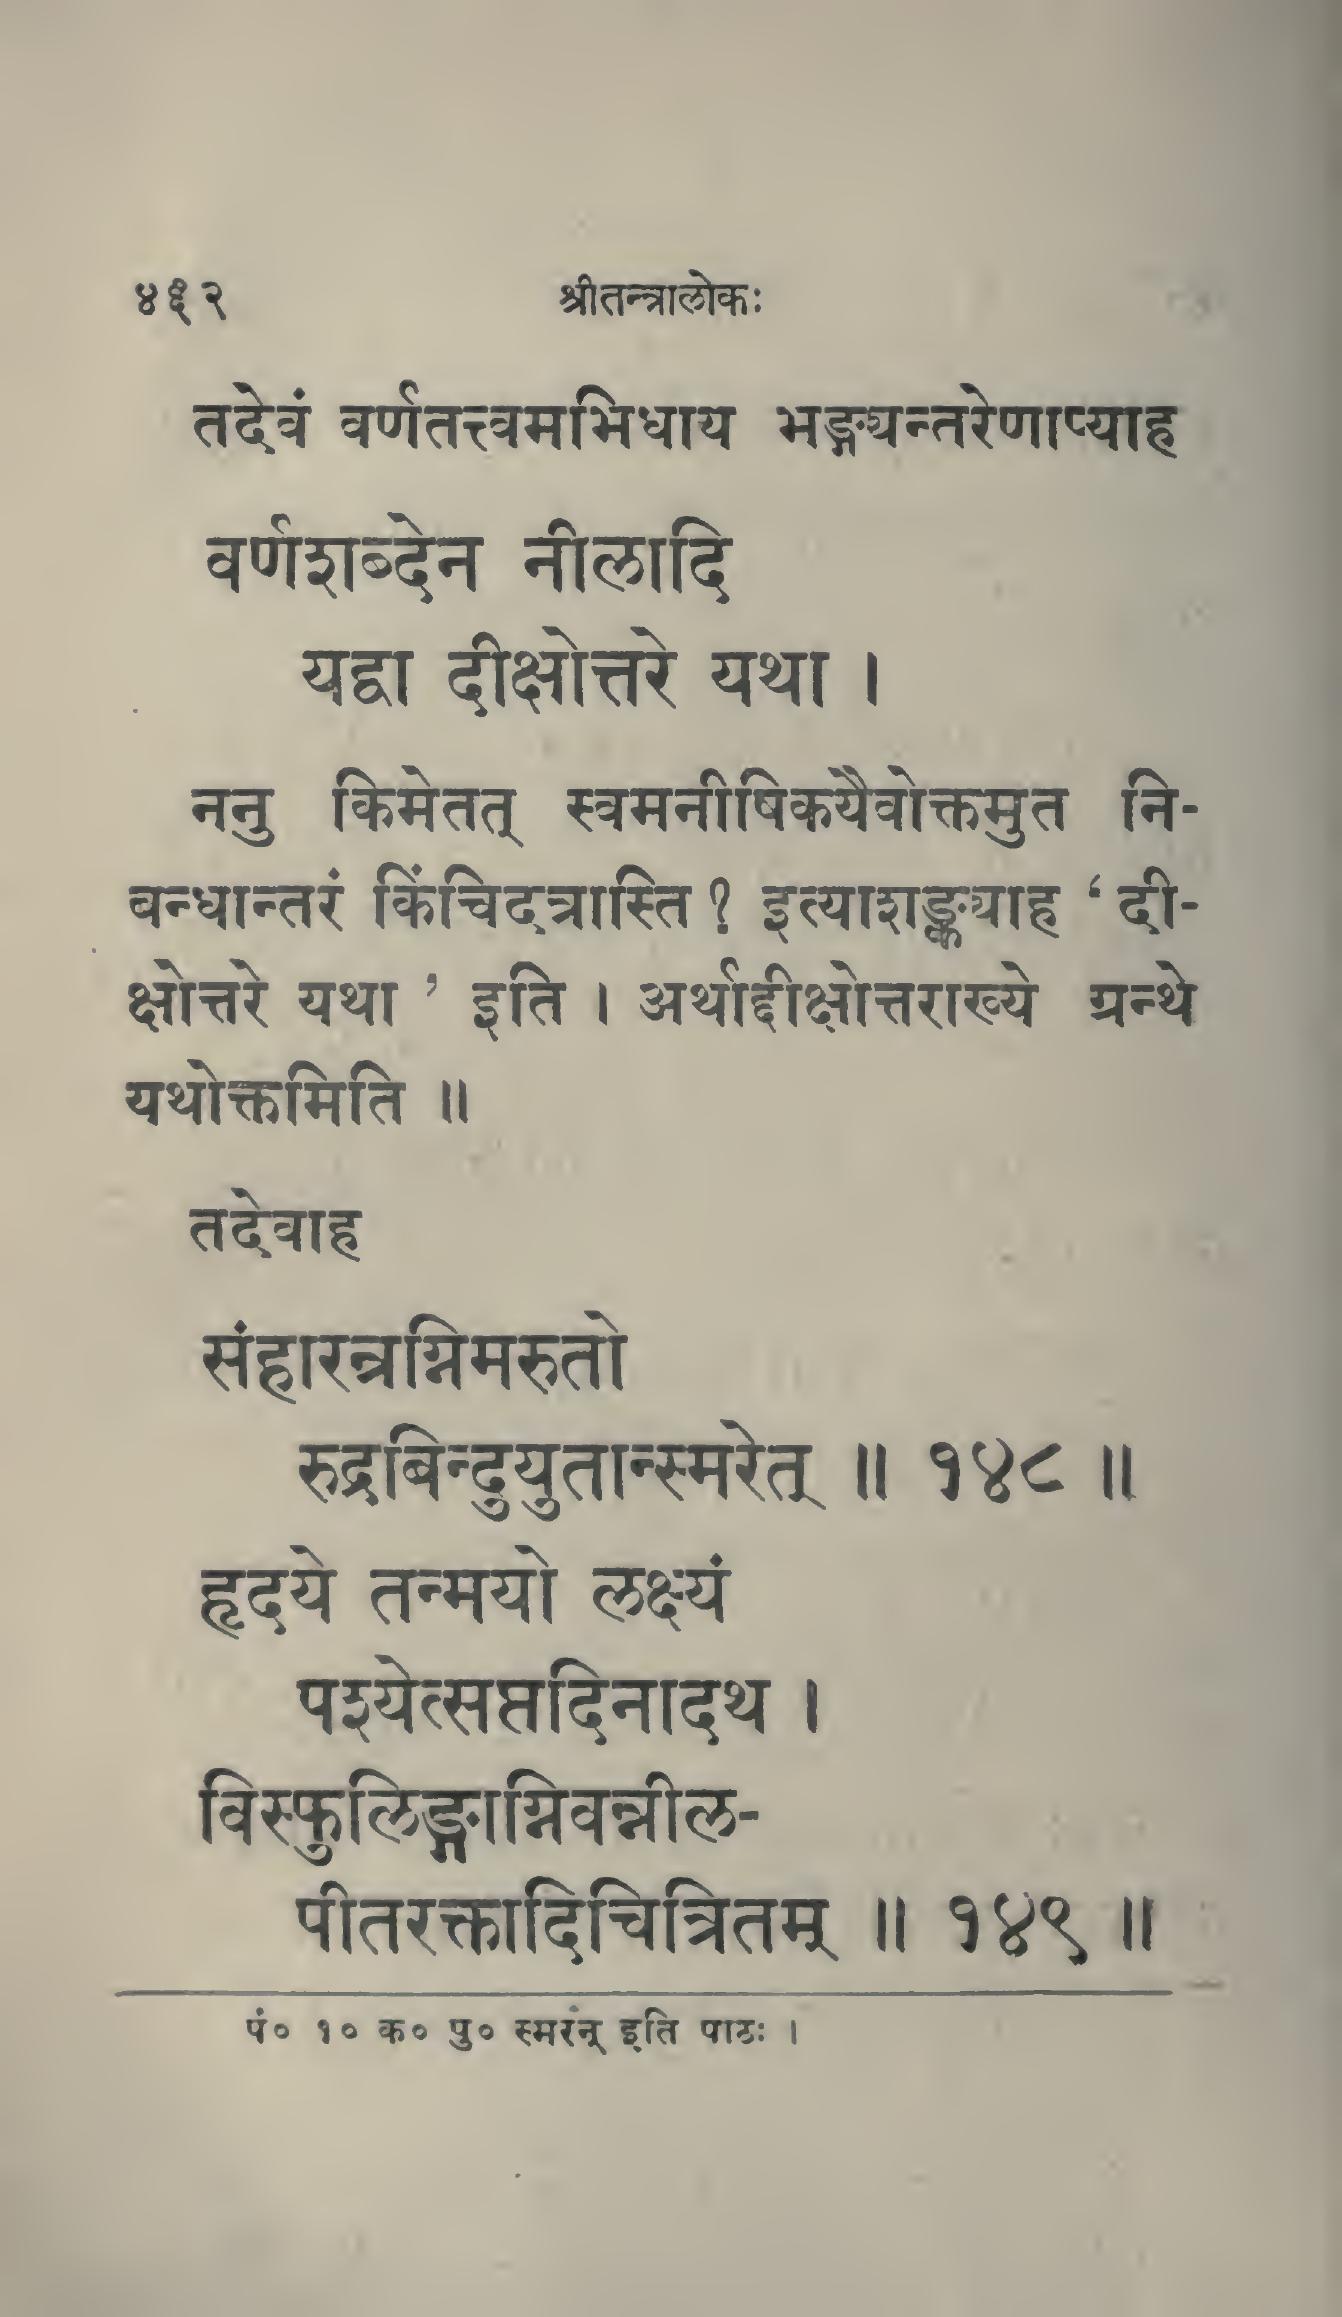 ४६२ श्रीतन्त्रालोकः
तदेवं वर्णतत्त्वमभिधाय भङ्ग्यन्तरेणाप्याह
वर्णशब्देन नीलादि
यद्वा दीक्षोत्तरे यथा ।
ननु किमेतत् स्वमनीषिकयैवोक्तमुत नि-
बन्धान्तरं किंचिदत्रास्ति ? इत्याशङ्क्याह ‘ दी-
क्षोत्तरे यथा ’ इति । अर्थाद्दीक्षोत्तराख्ये ग्रन्थे
यथोक्तमिति ॥
तदेवाह
संहारत्रग्निमरुतो
रुद्रबिन्दुयुतान्स्मरेत् ॥ १४८ ॥
हृदये तन्मयो लक्ष्यं
पश्येत्सप्तदिनादथ ।
विस्फुलिङ्गाग्निवन्नील-
पीतरक्तादिचित्रितम् ॥ १४९ ॥
पं० १० क० पु० स्मरंन् इति पाठः ।